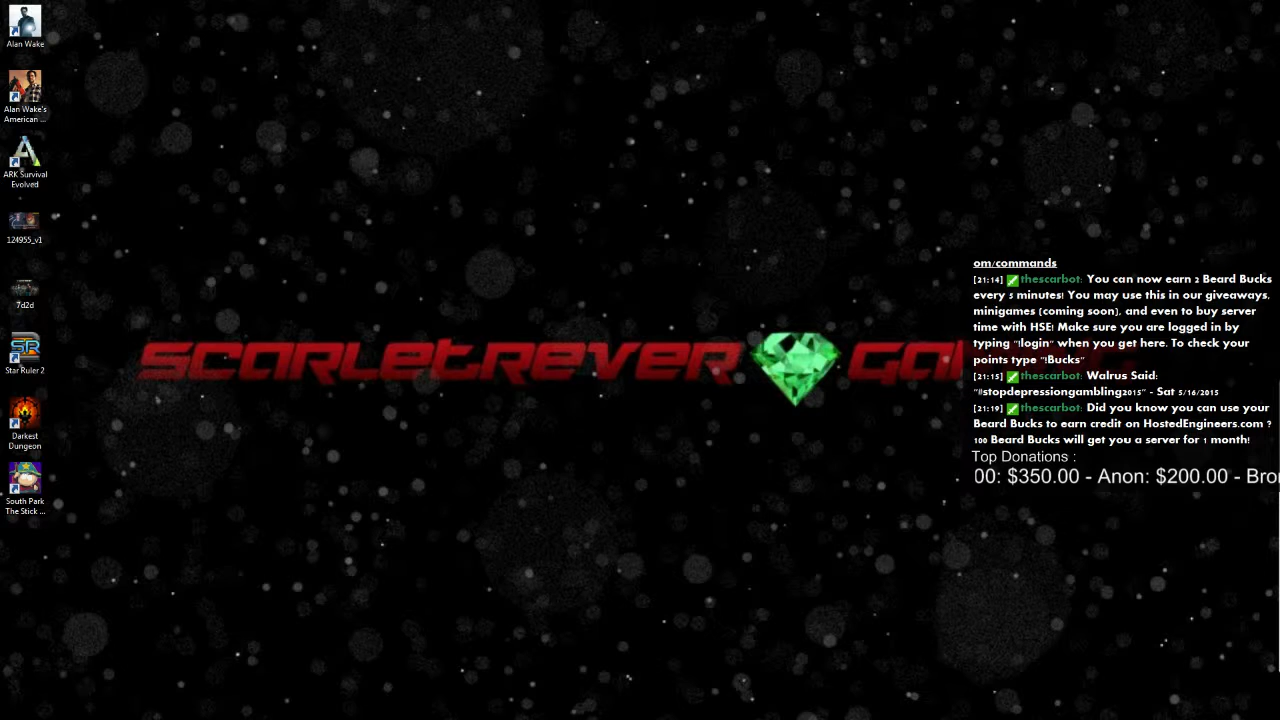 Alan Wake
Alan Wake's
American ...
ARK Survival
Evolved
124955_v1
7d2d
Star Ruler 2
Darkest
Dungeon
South Park
The Stick ...
SCARLETREVER GA
om/commands
[21:14] thescarbot: You can now earn 2 Beard Bucks
every 5 minutes! You may use this in our giveaways,
minigames (coming soon), and even to buy server
time with HSE! Make sure you are logged in by
typing "!login" when you get here. To check your
points type "!Bucks"
[21:15] thescarbot: Walrus Said:
"#stopdepressiongambling2015" - Sat 5/16/2015
[21:19] thescarbot: Did you know you can use your
Beard Bucks to earn credit on HostedEngineers.com ?
100 Beard Bucks will get you a server for 1 month!
Top Donations :
00: $350.00 - Anon: $200.00 - Bro